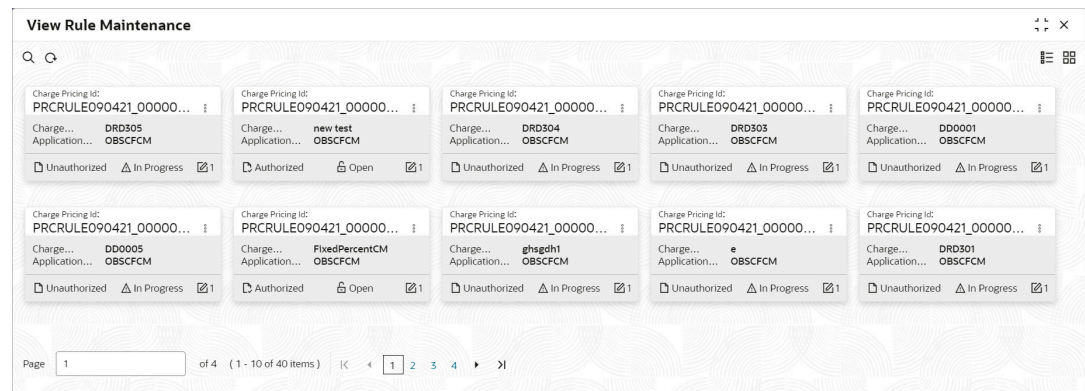 View Rule Maintenance
Charge Pricing Id: Charge Pricing Id: Charge Pricing Id: Charge Pricing Id: Charge Pricing Id:
PRCRULE090421_00000... PRCRULE090421_00000... PRCRULE090421_00000... PRCRULE090421_00000... PRCRULE090421_00000...
Charge... DRD305 Charge... new test Charge... DRD304 Charge... DRD303 Charge... DD0001
Application... OBSCFCM Application... OBSCFCM Application... OBSCFCM Application... OBSCFCM Application... OBSCFCM
Unauthorized In Progress 1 Authorized Open 1 Unauthorized In Progress 1 Unauthorized In Progress 1 Unauthorized In Progress 1
Charge Pricing Id: Charge Pricing Id: Charge Pricing Id: Charge Pricing Id: Charge Pricing Id:
PRCRULE090421_00000... PRCRULE090421_00000... PRCRULE090421_00000... PRCRULE090421_00000... PRCRULE090421_00000...
Charge... DD0005 Charge... FixedPercentCM Charge... ghsgdh1 Charge... e Charge... DRD301
Application... OBSCFCM Application... OBSCFCM Application... OBSCFCM Application... OBSCFCM Application... OBSCFCM
Unauthorized In Progress 1 Authorized Open 1 Unauthorized In Progress 1 Unauthorized In Progress 1 Unauthorized In Progress 1
Page 1 of 4 (1 - 10 of 40 items) 1 2 3 4